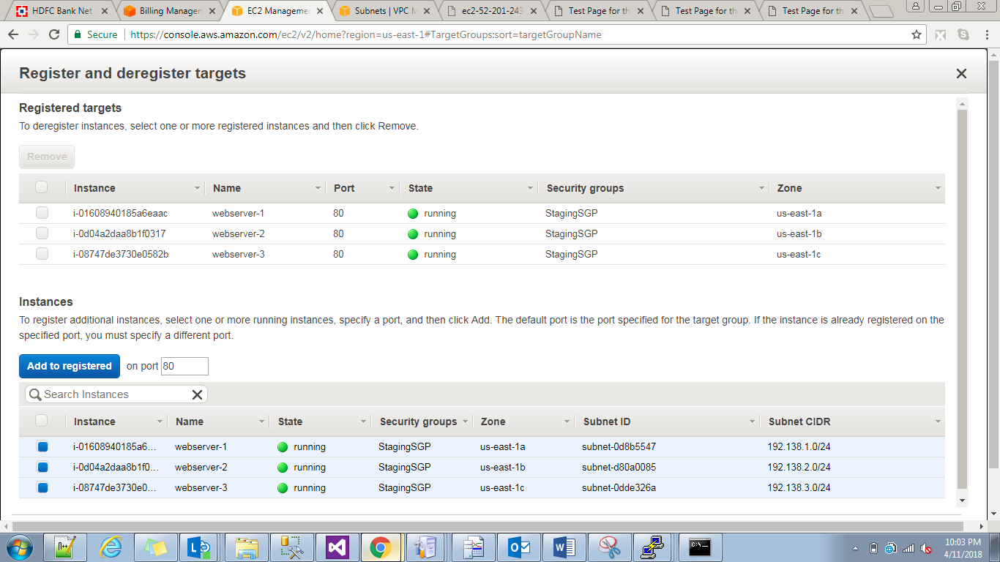 HDFC Bank Net
Billing Managem
EC2 Managemen
Subnets | VPC M
ec2-52-201-243
Test Page for th
Test Page for th
Test Page for th
Secure
https://console.aws.amazon.com/ec2/v2/home?region=us-east-1#TargetGroups:sort=targetGroupName
Register and deregister targets
Registered targets
To deregister instances, select one or more registered instances and then click Remove.
Remove
Instance Name Port State Security groups Zone
i-01608940185a6eaac webserver-1 80 running StagingSGP us-east-1a
i-0d04a2daa8b1f0317 webserver-2 80 running StagingSGP us-east-1b
i-08747de3730e0582b webserver-3 80 running StagingSGP us-east-1c
Instances
To register additional instances, select one or more running instances, specify a port, and then click Add. The default port is the port specified for the target group. If the instance is already registered on the
specified port, you must specify a different port.
Add to registered on port 80
Search Instances
Instance Name State Security groups Zone Subnet ID Subnet CIDR
i-01608940185a6... webserver-1 running StagingSGP us-east-1a subnet-0d8b5547 192.138.1.0/24
i-0d04a2daa8b1f0... webserver-2 running StagingSGP us-east-1b subnet-d80a0085 192.138.2.0/24
i-08747de3730e0... webserver-3 running StagingSGP us-east-1c subnet-0dde326a 192.138.3.0/24
10:03 PM
4/11/2018